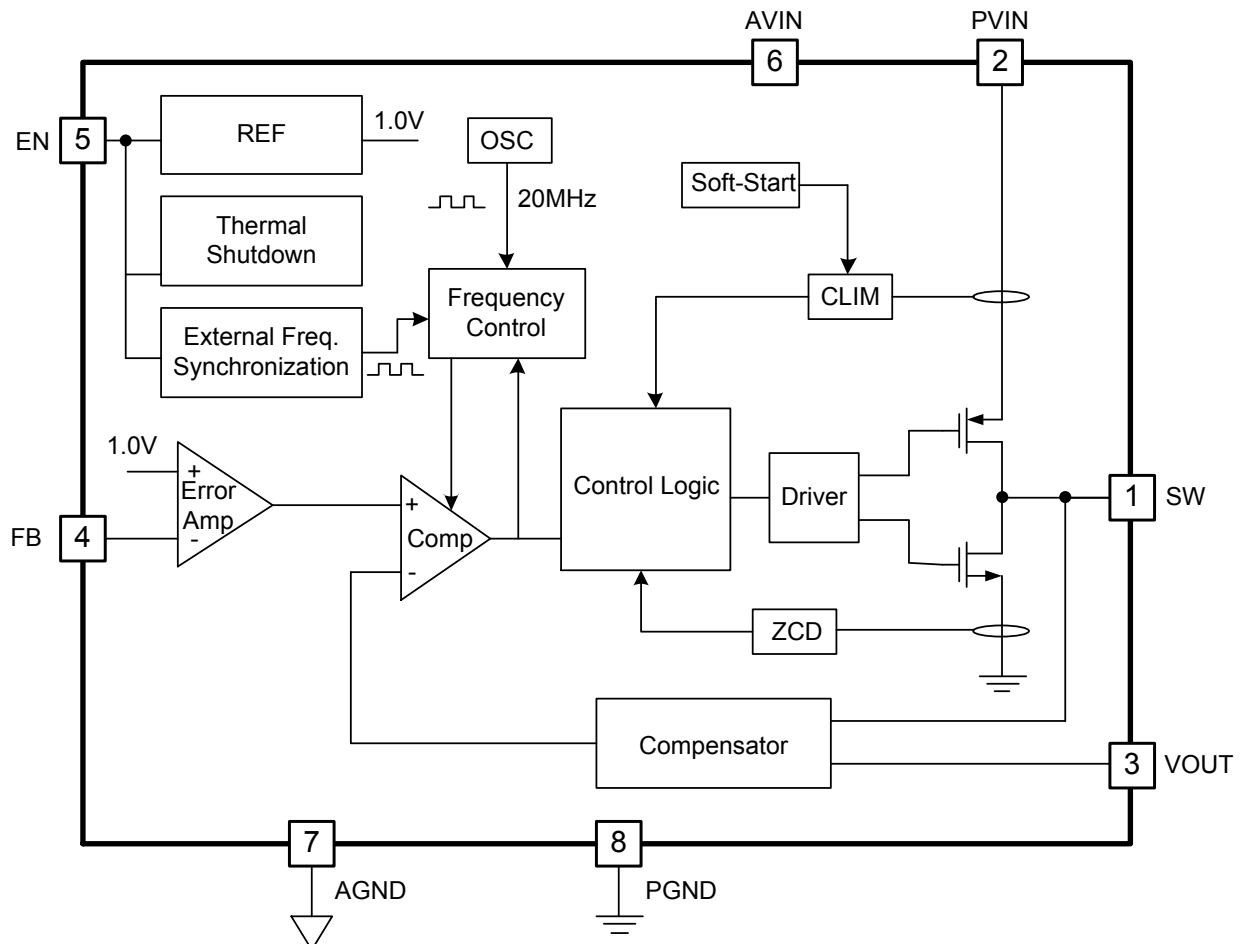 AVIN
PVIN
6
2
EN
5
REF
1.0V
OSC
20MHz
Soft-Start
Thermal
Shutdown
CLIM
Frequency
Control
External Freq.
Synchronization
1.0V
+
Error
Amp
-
FB
4
+
Comp
-
Control Logic
Driver
1
SW
ZCD
Compensator
3
VOUT
7
AGND
8
PGND